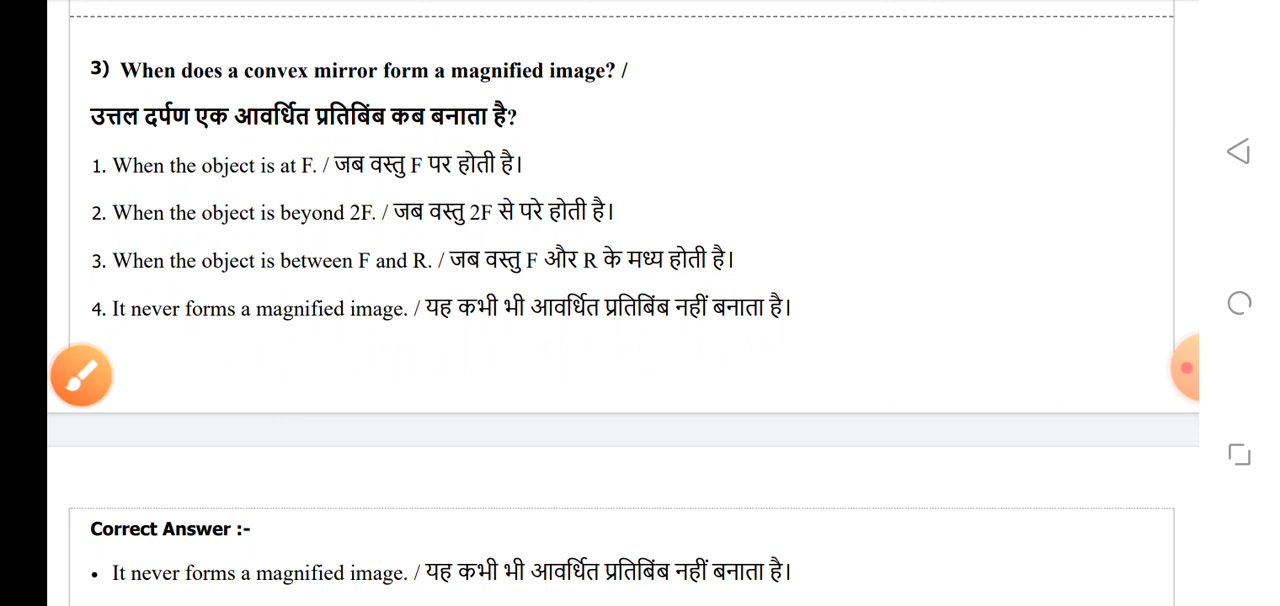 3) When does a convex mirror form a magnified image? /
उत्तल दर्पण एक आवर्धित प्रतिबिंब कब बनाता है?
1. When the object is at F. / जब वस्तु F पर होती है।
2. When the object is beyond 2F. / जब वस्तु 2F से परे होती है।
3. When the object is between F and R. / जब वस्तु F और R के मध्य होती है।
4. It never forms a magnified image. / यह कभी भी आवर्धित प्रतिबिंब नहीं बनाता है।
Correct Answer :-
• It never forms a magnified image. / यह कभी भी आवर्धित प्रतिबिंब नहीं बनाता है।